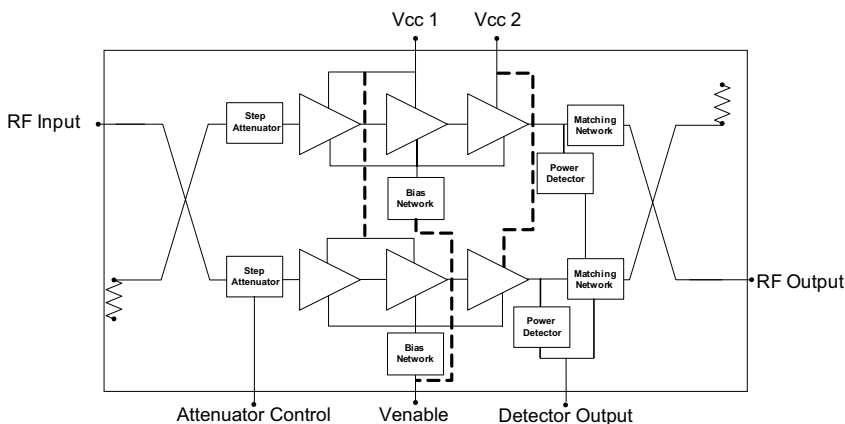 Vcc 1
Vcc 2
RF Input
Step
Attenuator
Matching
Network
Power
Detector
Bias
Network
Step
Attenuator
Matching
Network
RF Output
Power
Detector
Bias
Network
Attenuator Control
Venable
Detector Output